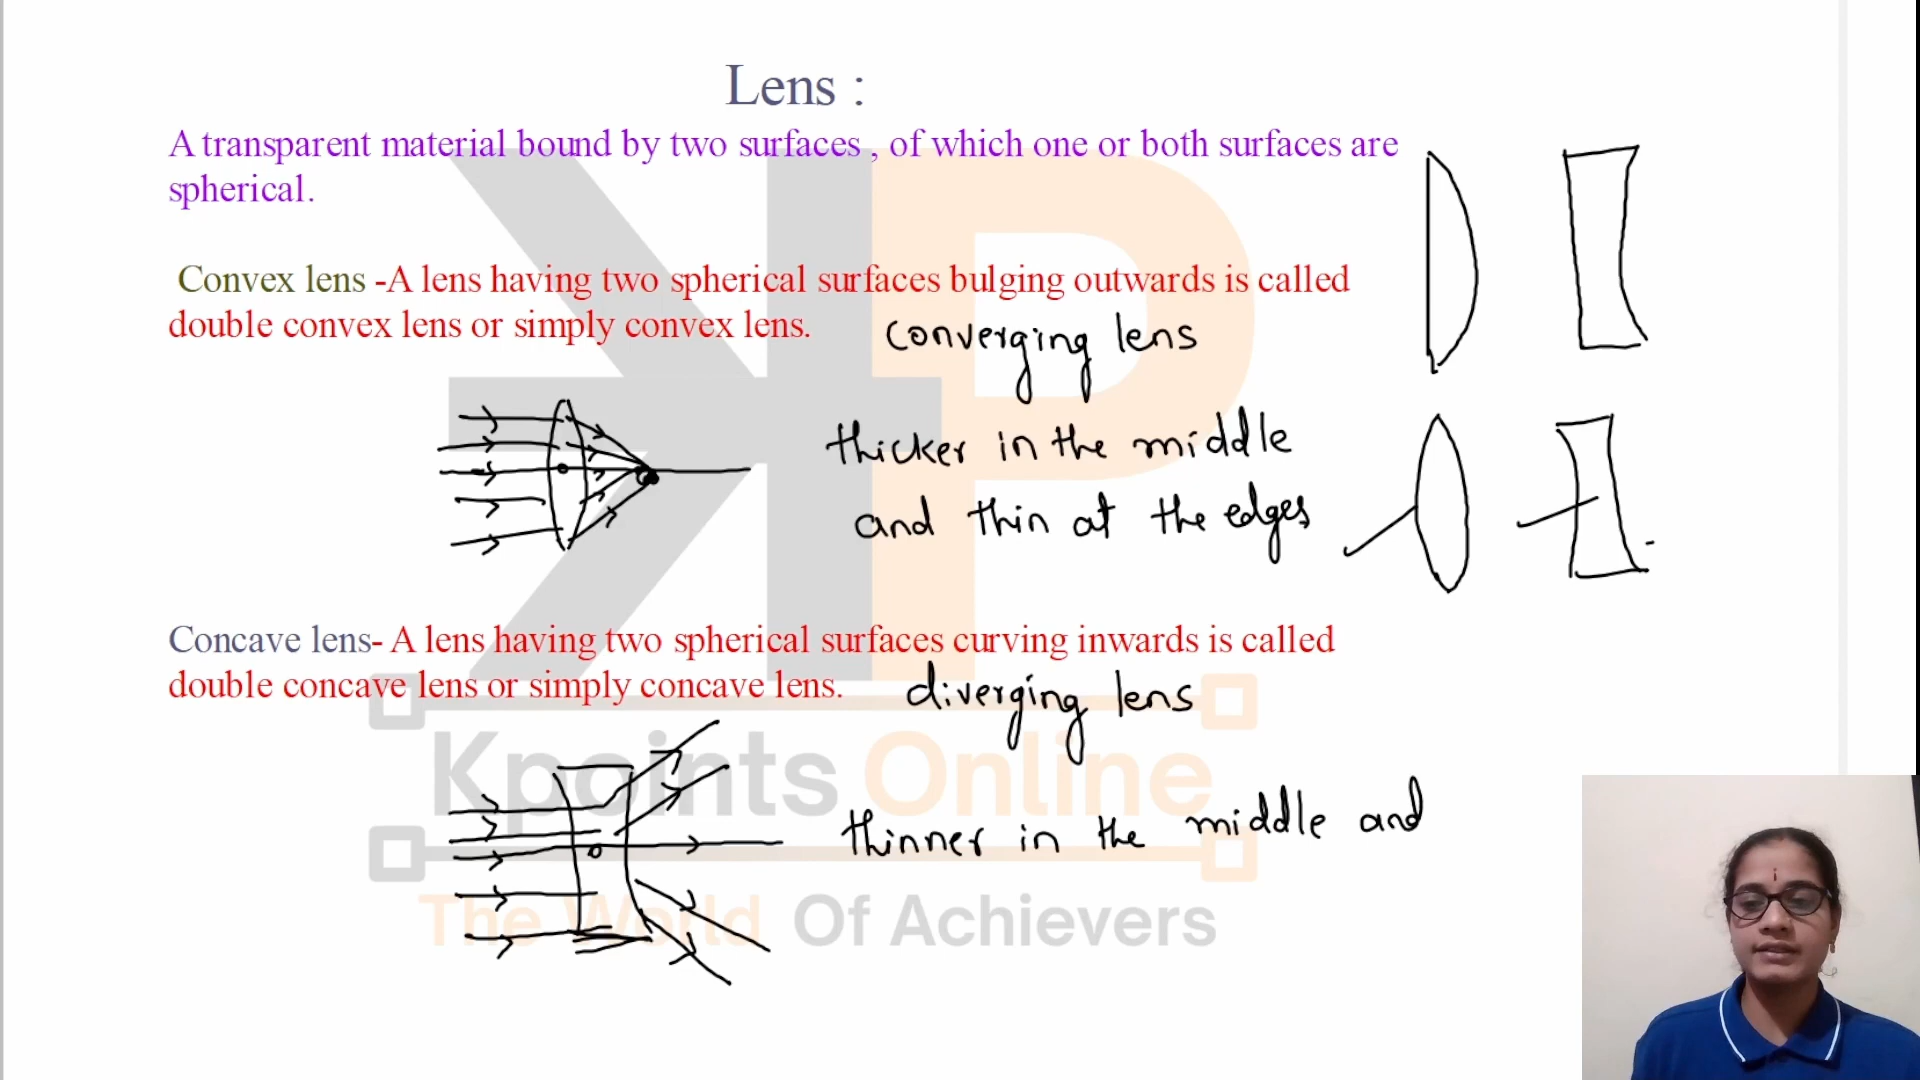 Lens :
A transparent material bound by two surfaces , of which one or both surfaces are
spherical.
Convex lens -A lens having two spherical surfaces bulging outwards is called
double convex lens or simply convex lens.
converging lens
thicker in the middle
and thin at the edges
Concave lens- A lens having two spherical surfaces curving inwards is called
double concave lens or simply concave lens.
diverging lens
thinner in the middle and
Kpoints Online
The World Of Achievers